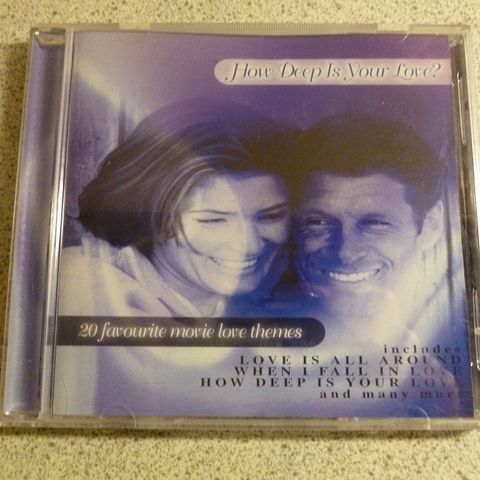 How Deep Is Your Love?
20 favourite movie love themes
includes
LOVE IS ALL AROUND
WHEN I FALL IN LOVE
HOW DEEP IS YOUR LOVE
and many more